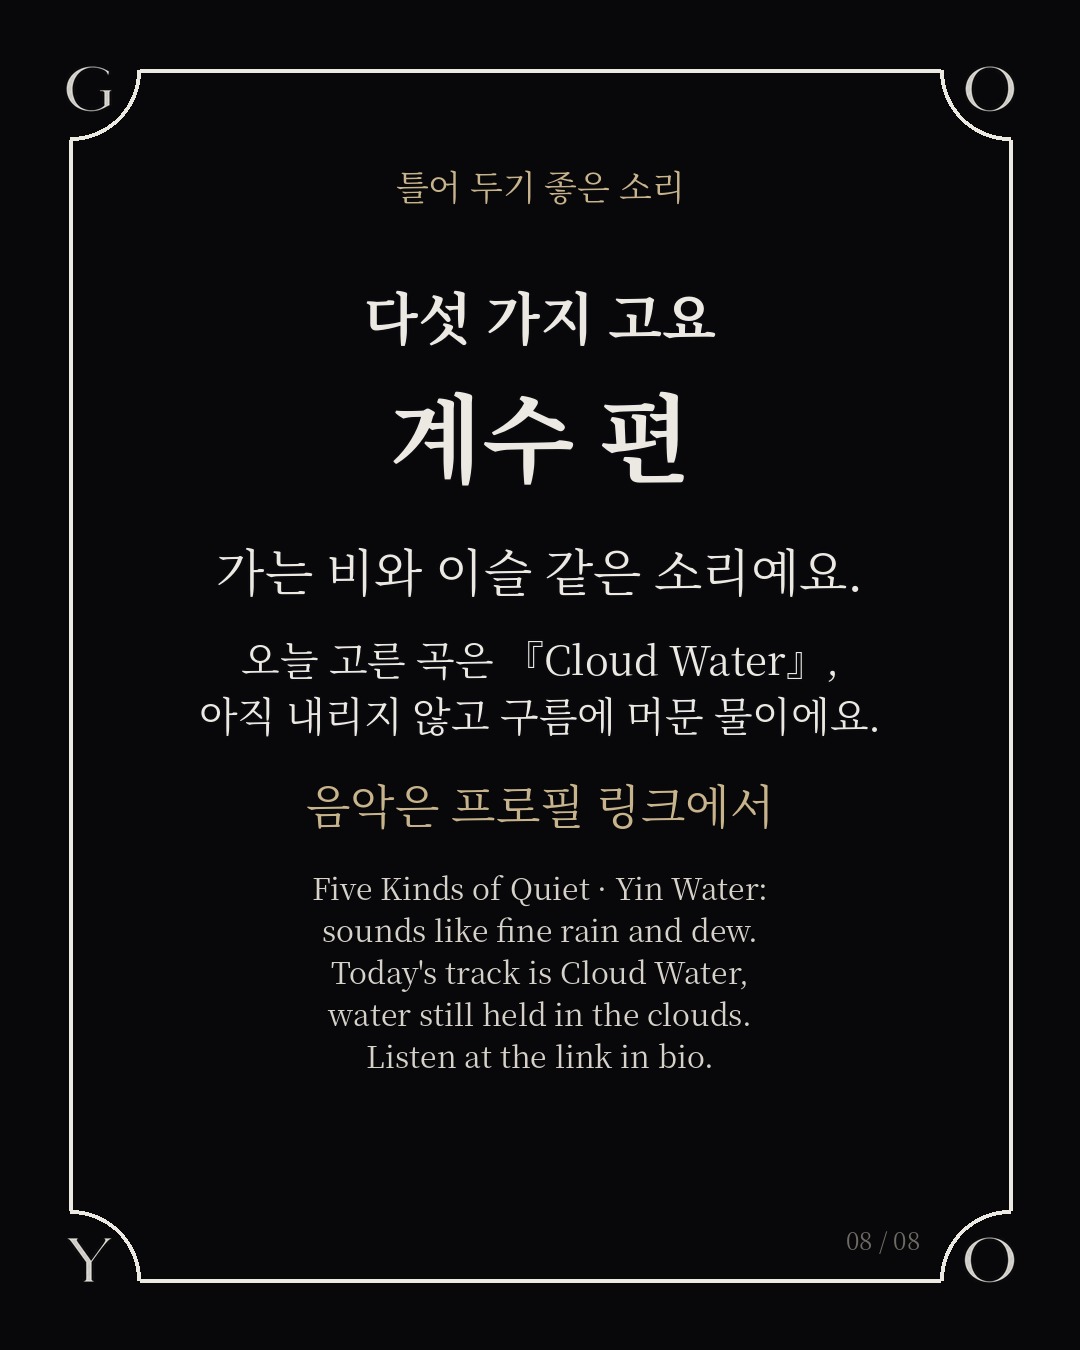 G O
틀어 두기 좋은 소리
다섯 가지 고요
계수 편
가는 비와 이슬 같은 소리예요.
오늘 고른 곡은 『Cloud Water』,
아직 내리지 않고 구름에 머문 물이에요.
음악은 프로필 링크에서
Five Kinds of Quiet · Yin Water:
sounds like fine rain and dew.
Today's track is Cloud Water,
water still held in the clouds.
Listen at the link in bio.
08 / 08
Y O